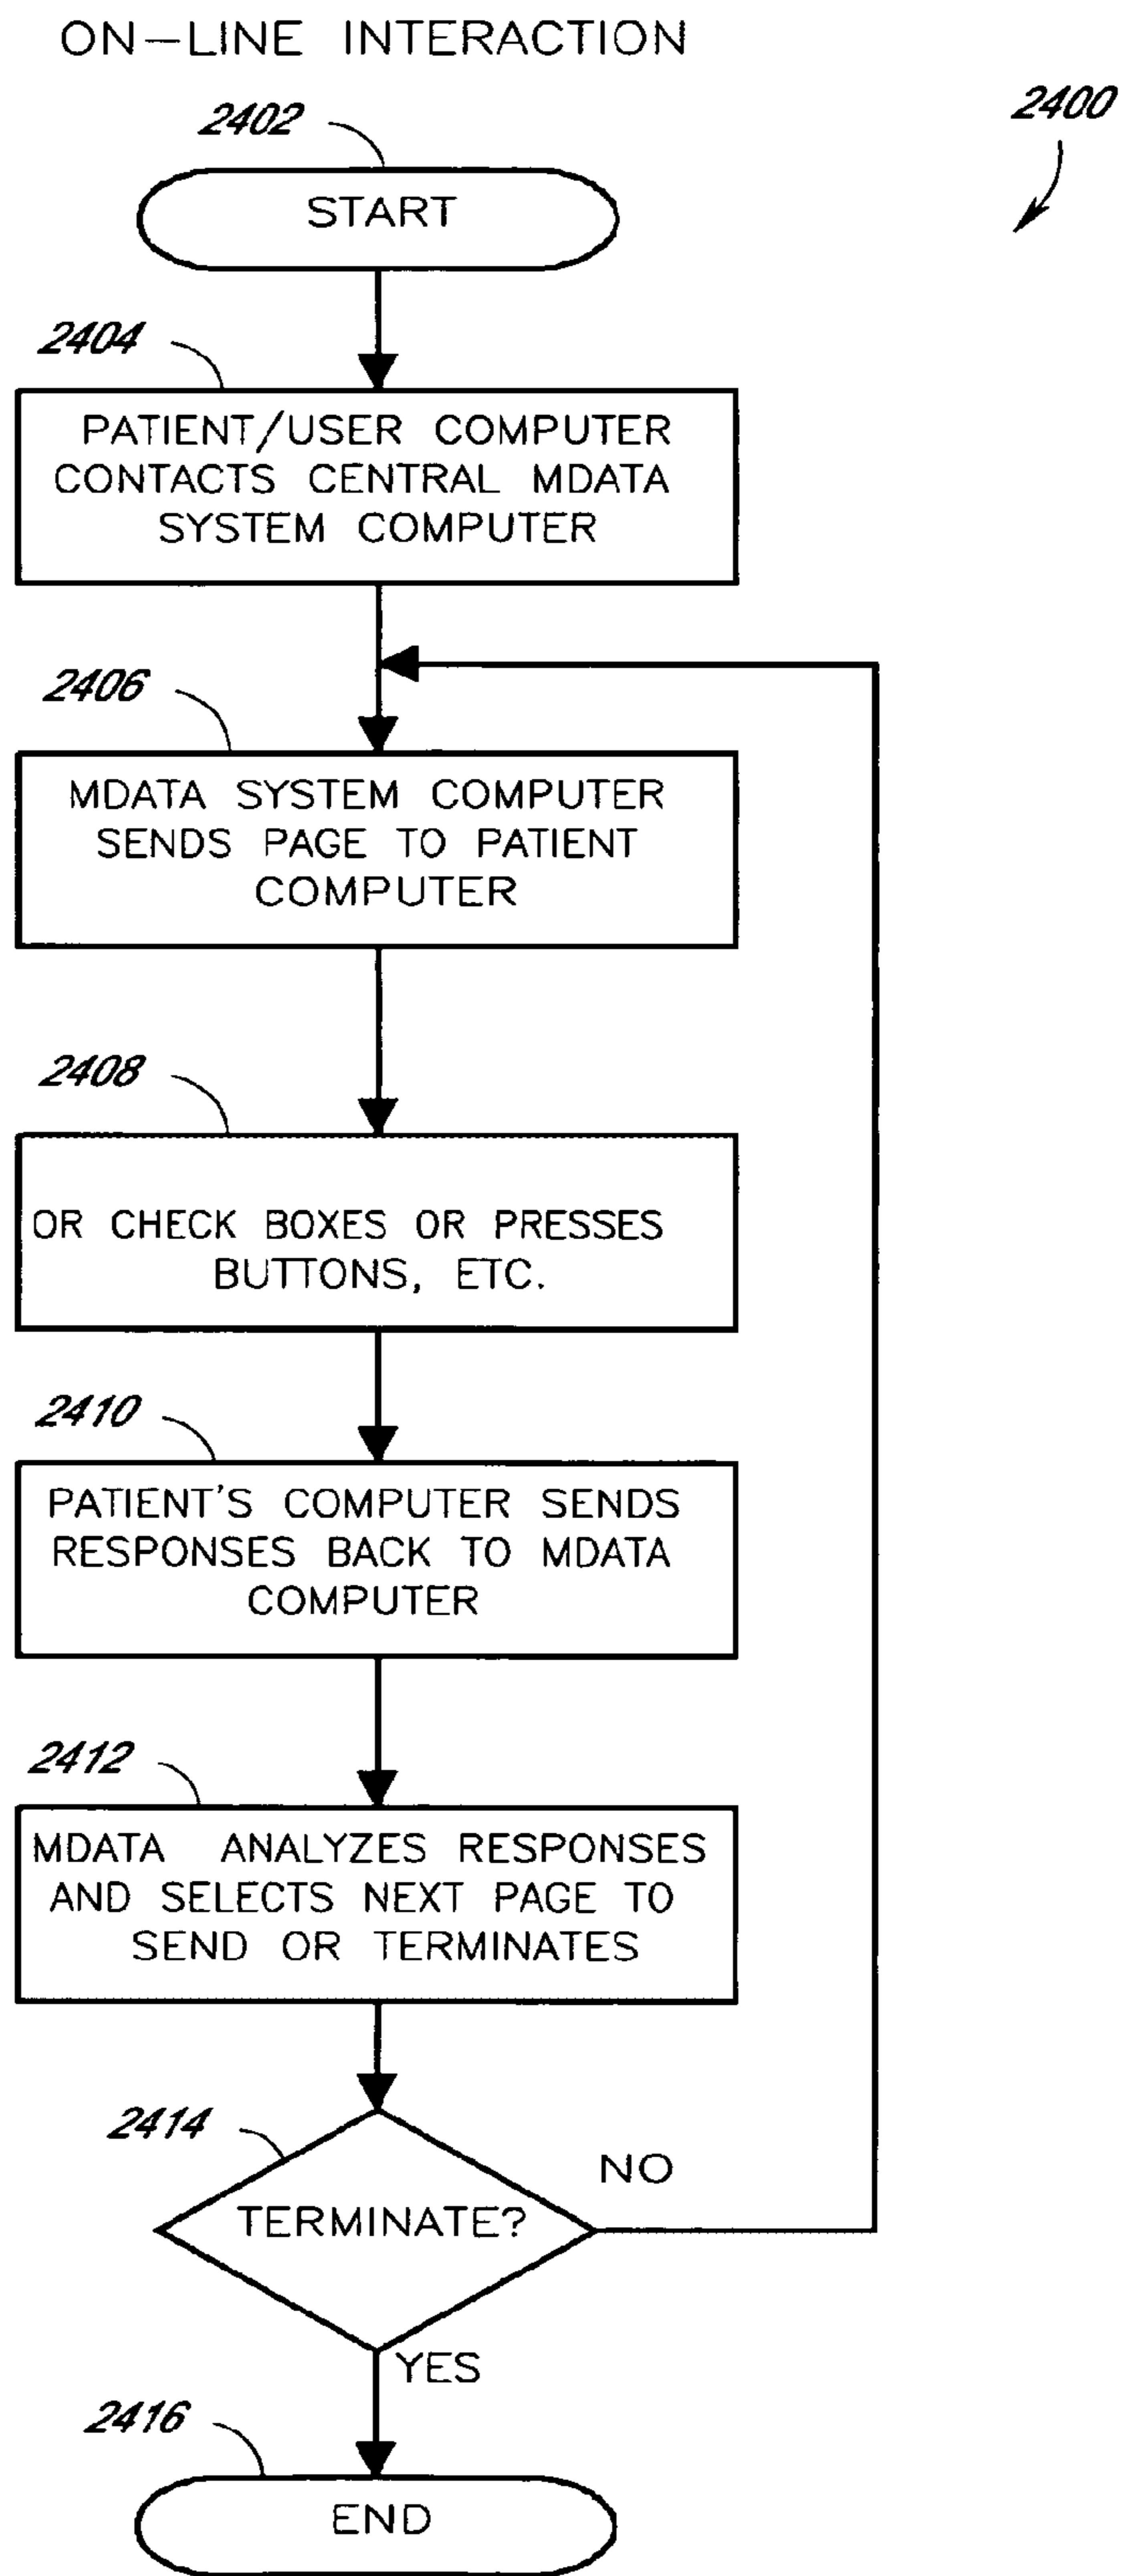 ON-LINE INTERACTION
2400
2402
START
2404
PATIENT/USER COMPUTER
CONTACTS CENTRAL MDATA
SYSTEM COMPUTER
2406
MDATA SYSTEM COMPUTER
SENDS PAGE TO PATIENT
COMPUTER
2408
OR CHECK BOXES OR PRESSES
BUTTONS, ETC.
2410
PATIENT'S COMPUTER SENDS
RESPONSES BACK TO MDATA
COMPUTER
2412
MDATA ANALYZES RESPONSES
AND SELECTS NEXT PAGE TO
SEND OR TERMINATES
2414
TERMINATE?
NO
YES
2416
END